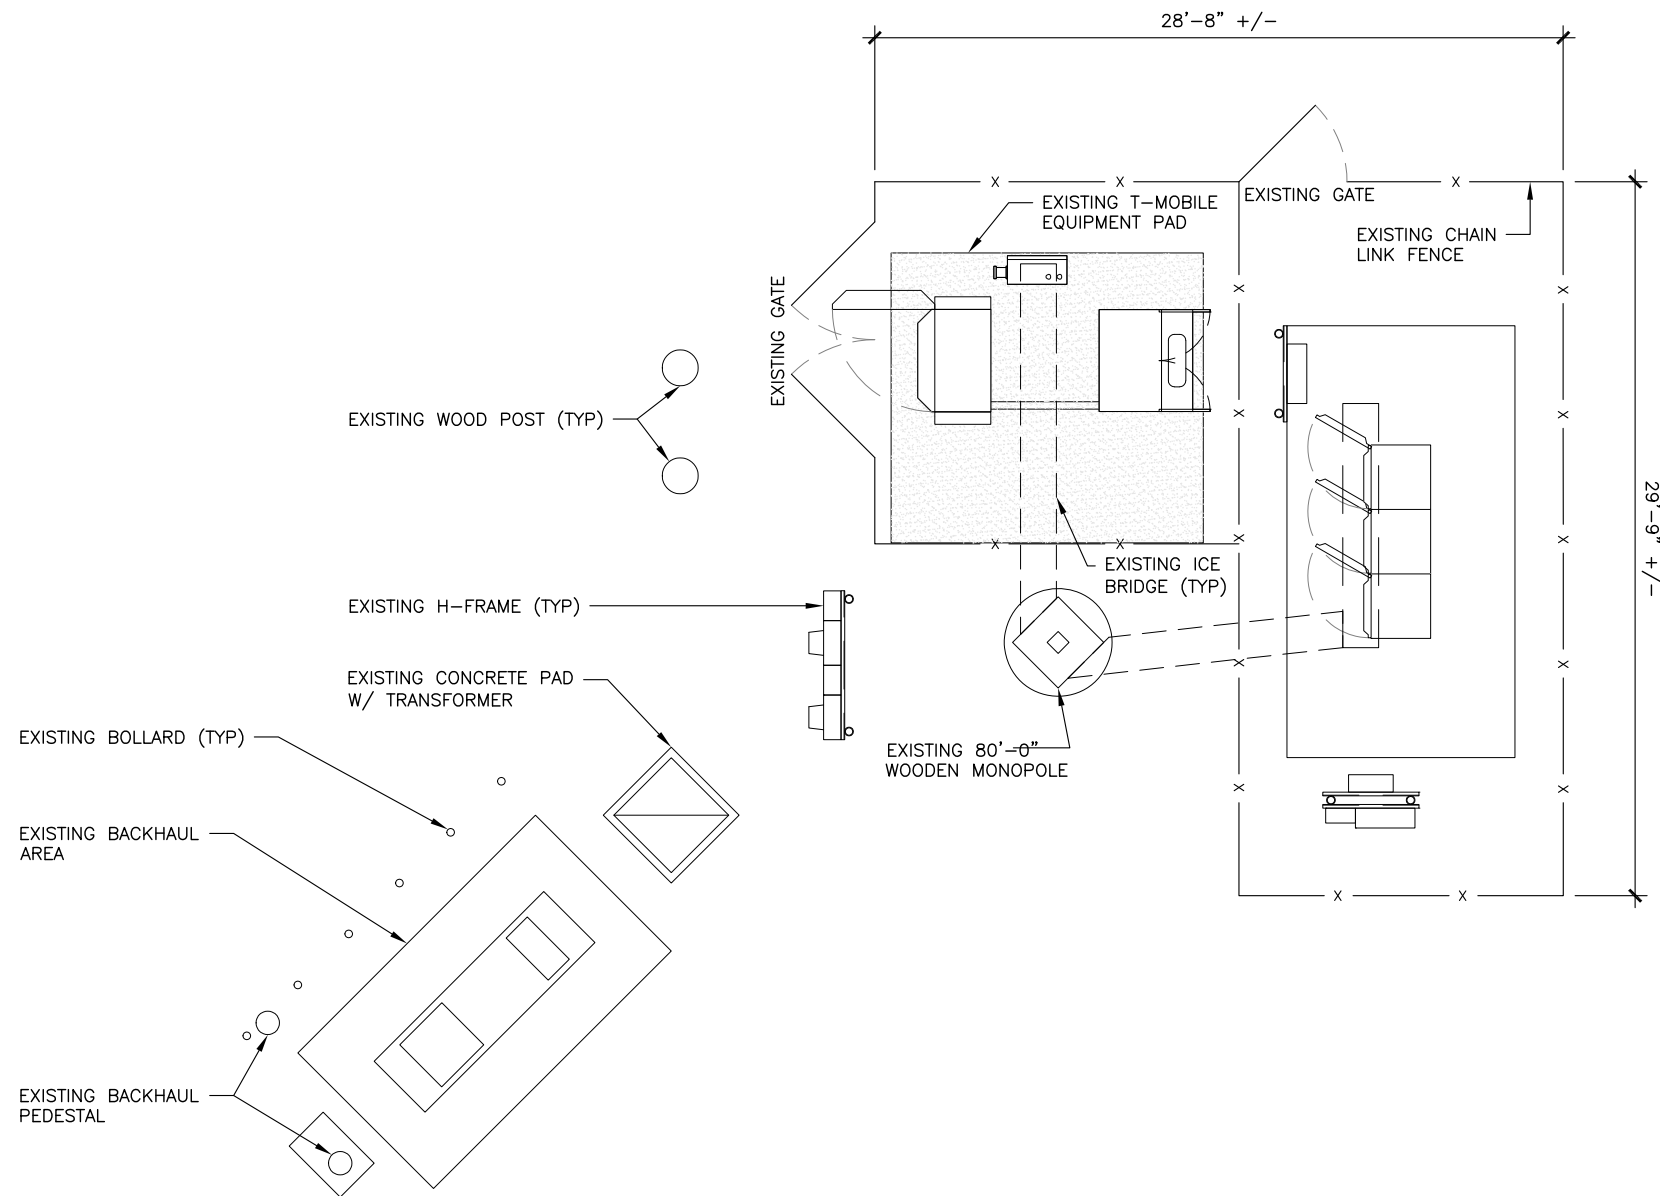 28'-8" +/-
EXISTING T-MOBILE
EQUIPMENT PAD
EXISTING GATE
EXISTING CHAIN
LINK FENCE
EXISTING GATE
EXISTING WOOD POST (TYP)
29'-9" +/-
EXISTING ICE
BRIDGE (TYP)
EXISTING H-FRAME (TYP)
EXISTING CONCRETE PAD
W/ TRANSFORMER
EXISTING BOLLARD (TYP)
EXISTING 80'-0"
WOODEN MONOPOLE
EXISTING BACKHAUL
AREA
EXISTING BACKHAUL
PEDESTAL